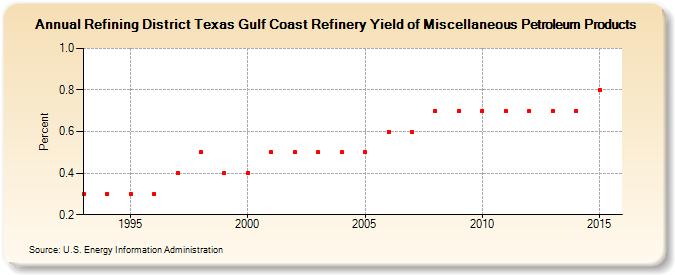 Annual Refining District Texas Gulf Coast Refinery Yield of Miscellaneous Petroleum Products
1.0
0.8
0.6
0.4
0.2
Percent
1995 2000 2005 2010 2015
Source: U.S. Energy Information Administration